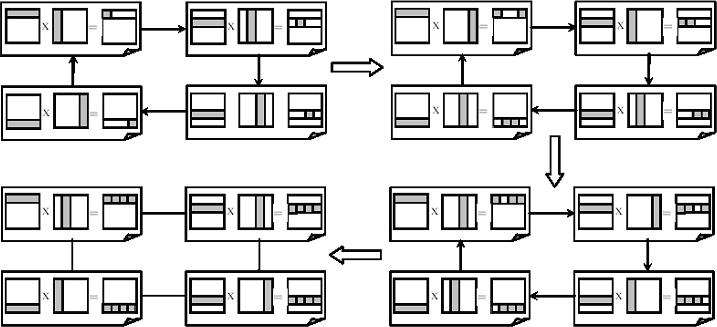 X = X = X = X =
X = X = X = X =
X = X = X = X =
X = X = X = X =